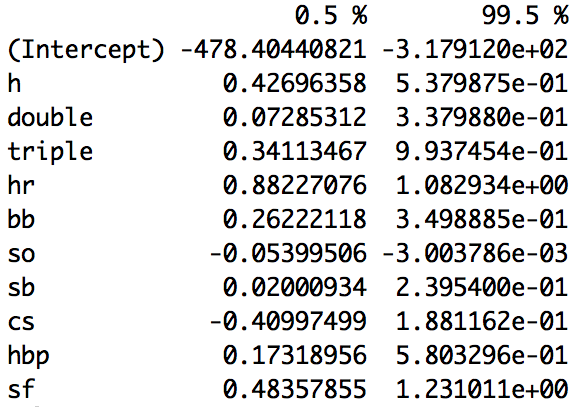 0.5 % 99.5 %
(Intercept) -478.40440821 -3.179120e+02
h 0.42696358 5.379875e-01
double 0.07285312 3.379880e-01
triple 0.34113467 9.937454e-01
hr 0.88227076 1.082934e+00
bb 0.26222118 3.498885e-01
so -0.05399506 -3.003786e-03
sb 0.02000934 2.395400e-01
cs -0.40997499 1.881162e-01
hbp 0.17318956 5.803296e-01
sf 0.48357855 1.231011e+00